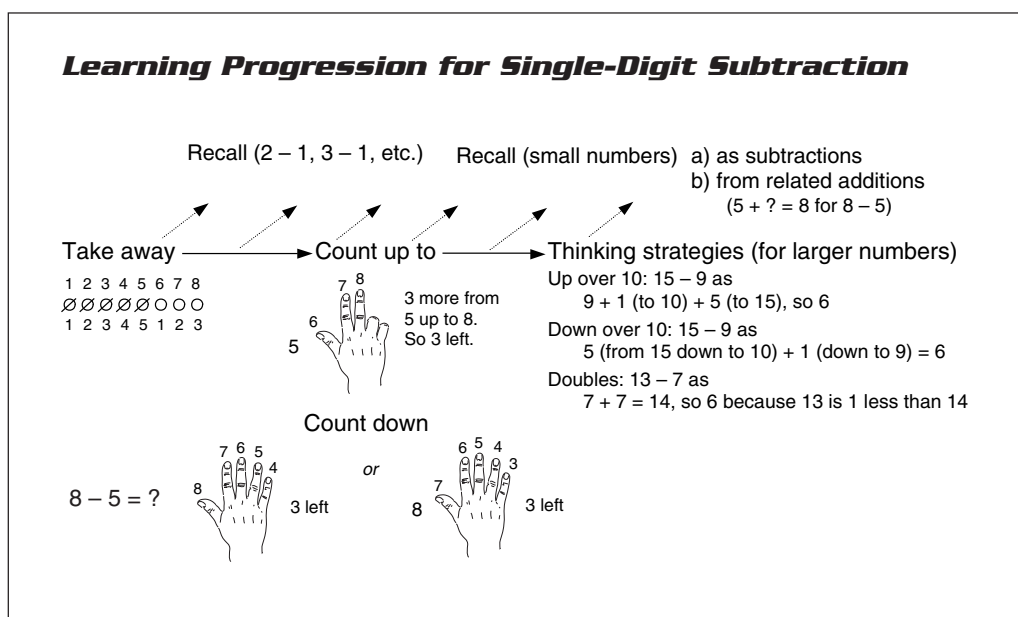 Learning Progression for Single-Digit Subtraction
Recall (2 – 1, 3 – 1, etc.)
Recall (small numbers) a) as subtractions
b) from related additions
(5 + ? = 8 for 8 – 5)
Take away
1 2 3 4 5 6 7 8
1 2 3 4 5 1 2 3
Count up to
7 8
6
5
3 more from
5 up to 8.
So 3 left.
Thinking strategies (for larger numbers)
Up over 10: 15 – 9 as
9 + 1 (to 10) + 5 (to 15), so 6
Down over 10: 15 – 9 as
5 (from 15 down to 10) + 1 (down to 9) = 6
Doubles: 13 – 7 as
7 + 7 = 14, so 6 because 13 is 1 less than 14
Count down
8 – 5 = ?
7 6 5 4
8
3 left
or
6 5 4 3
7
8
3 left